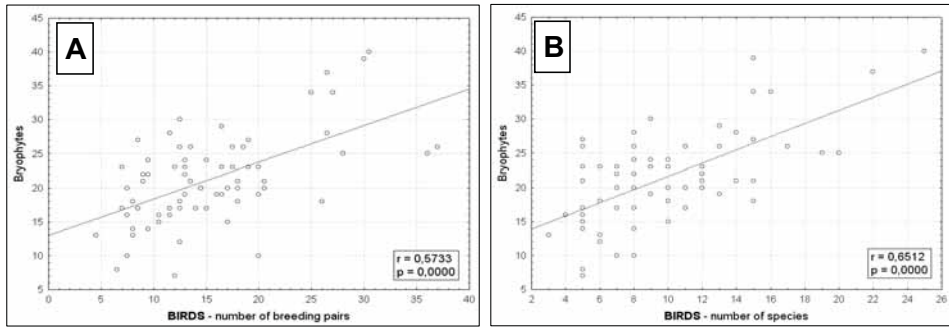 A
45
40
35
30
25
20
15
10
5
Bryophytes
0 5 10 15 20 25 30 35 40
BIRDS - number of breeding pairs
r = 0,5733
p = 0,0000
B
45
40
35
30
25
20
15
10
5
Bryophytes
2 4 6 8 10 12 14 16 18 20 22 24 26
BIRDS - number of species
r = 0,6512
p = 0,0000